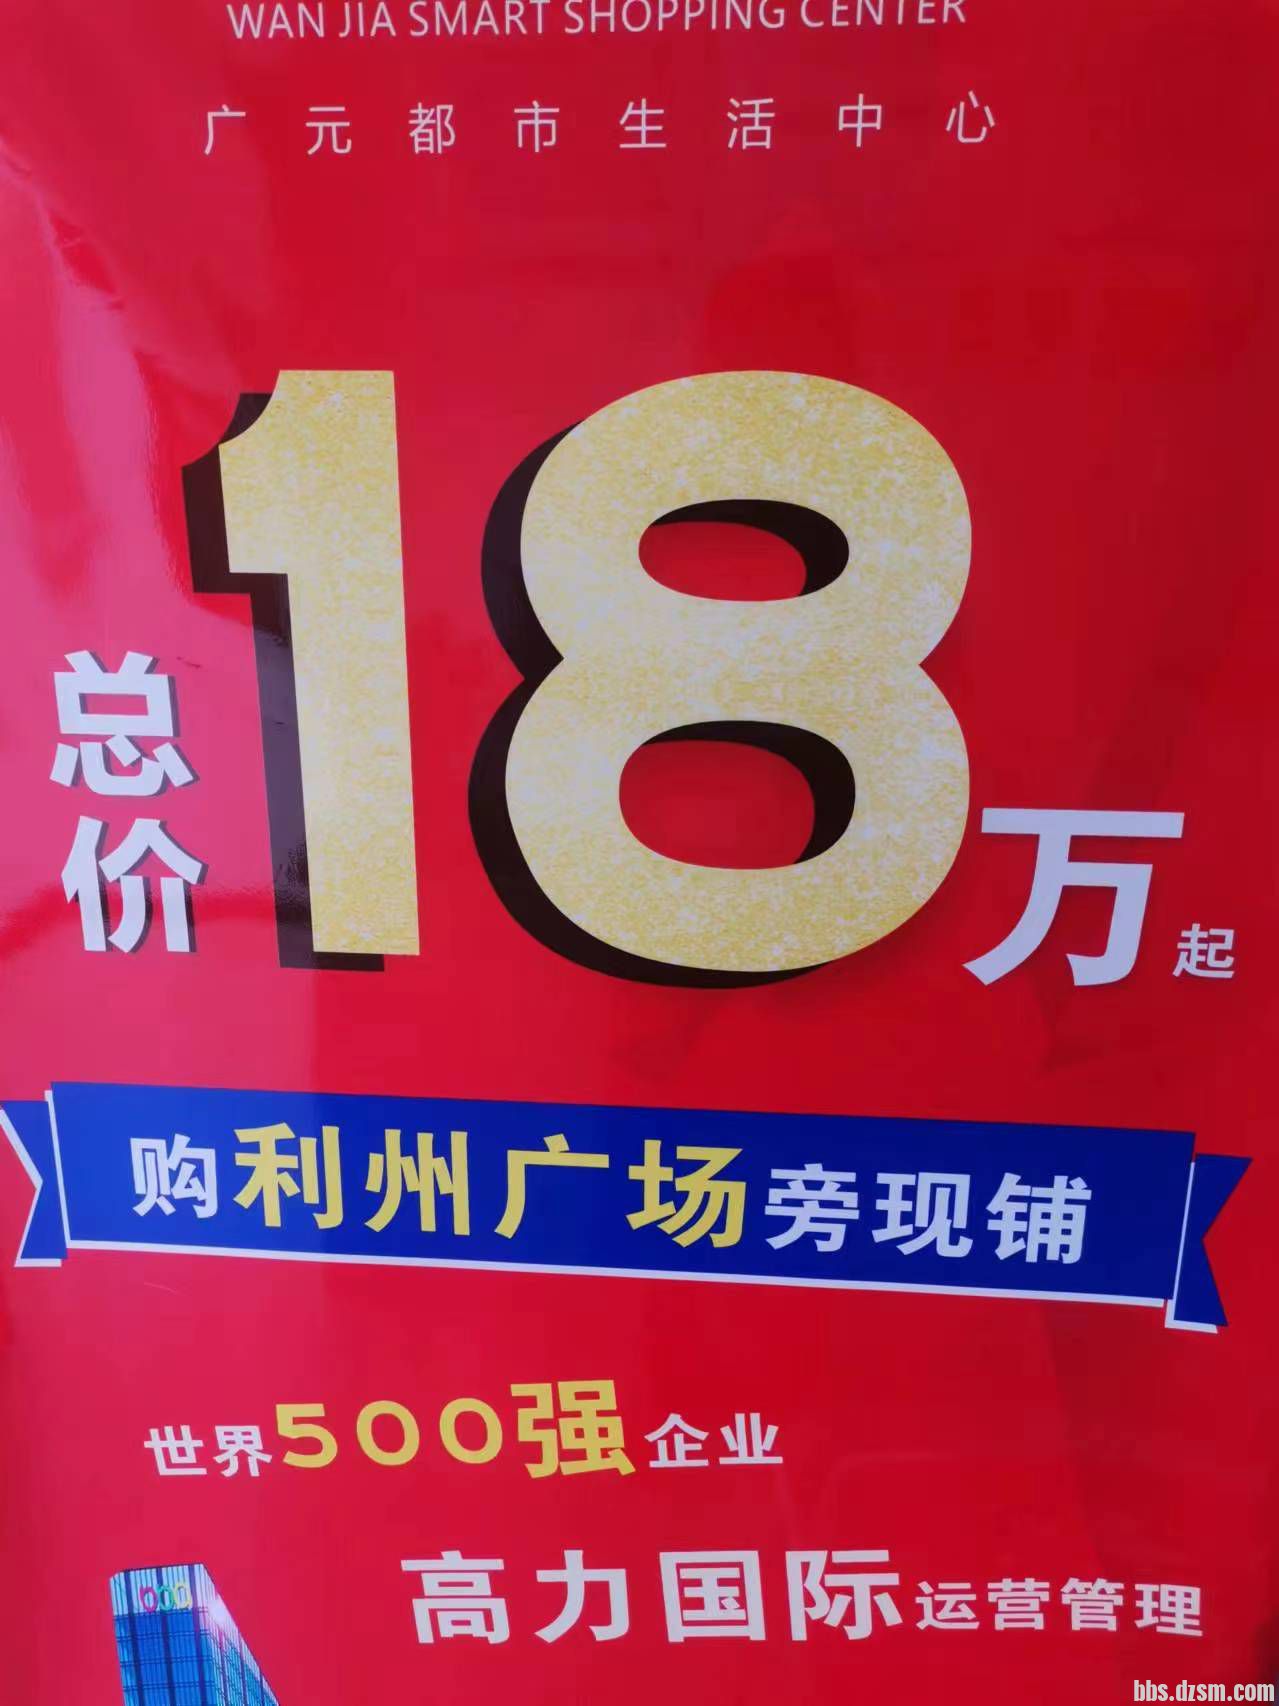 WAN JIA SMART SHOPPING CENTER
广元都市生活中心
总价18万起
购利州广场旁现铺
世界500强企业
高力国际运营管理
bbs.dzsm.com